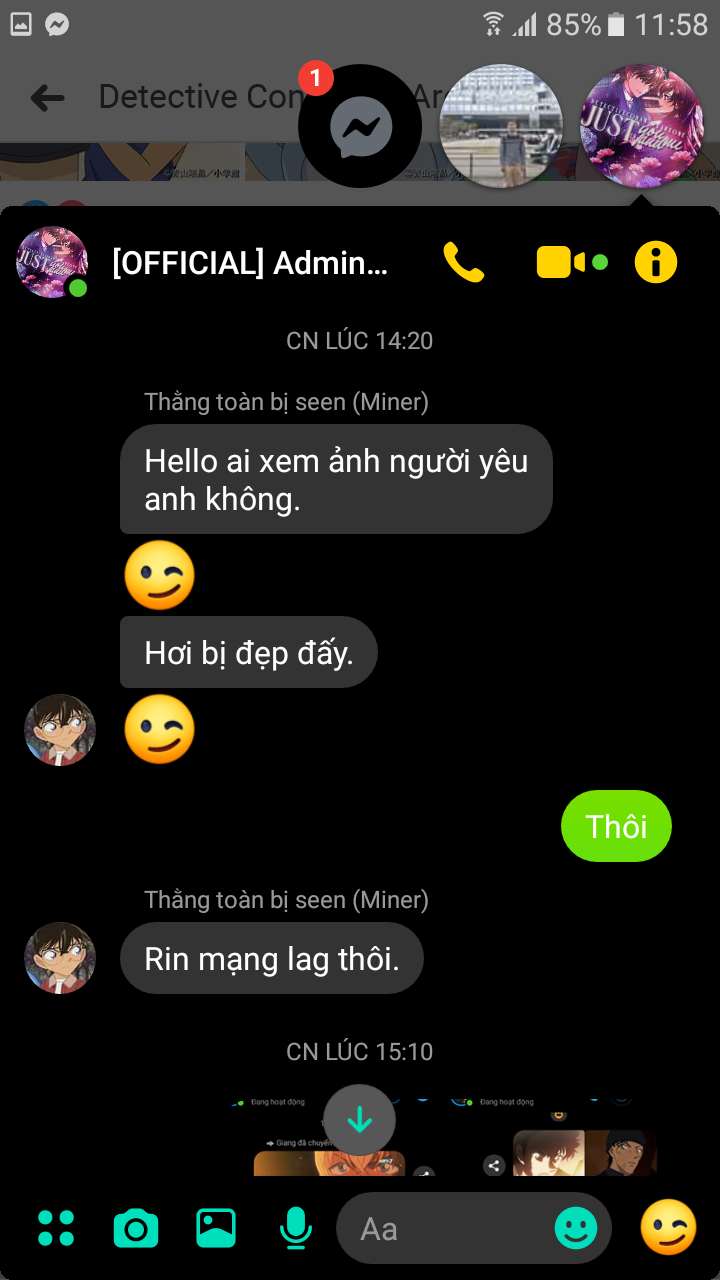 85% 11:58
Detective Con
Ar
1
JUST
[OFFICIAL] Admin...
CN LÚC 14:20
Thằng toàn bị seen (Miner)
Hello ai xem ảnh người yêu
anh không.
Hơi bị đẹp đấy.
Thôi
Thằng toàn bị seen (Miner)
Rin mạng lag thôi.
CN LÚC 15:10
Đang hoạt động
Đang hoạt động
Giang đã chuyển
Aa